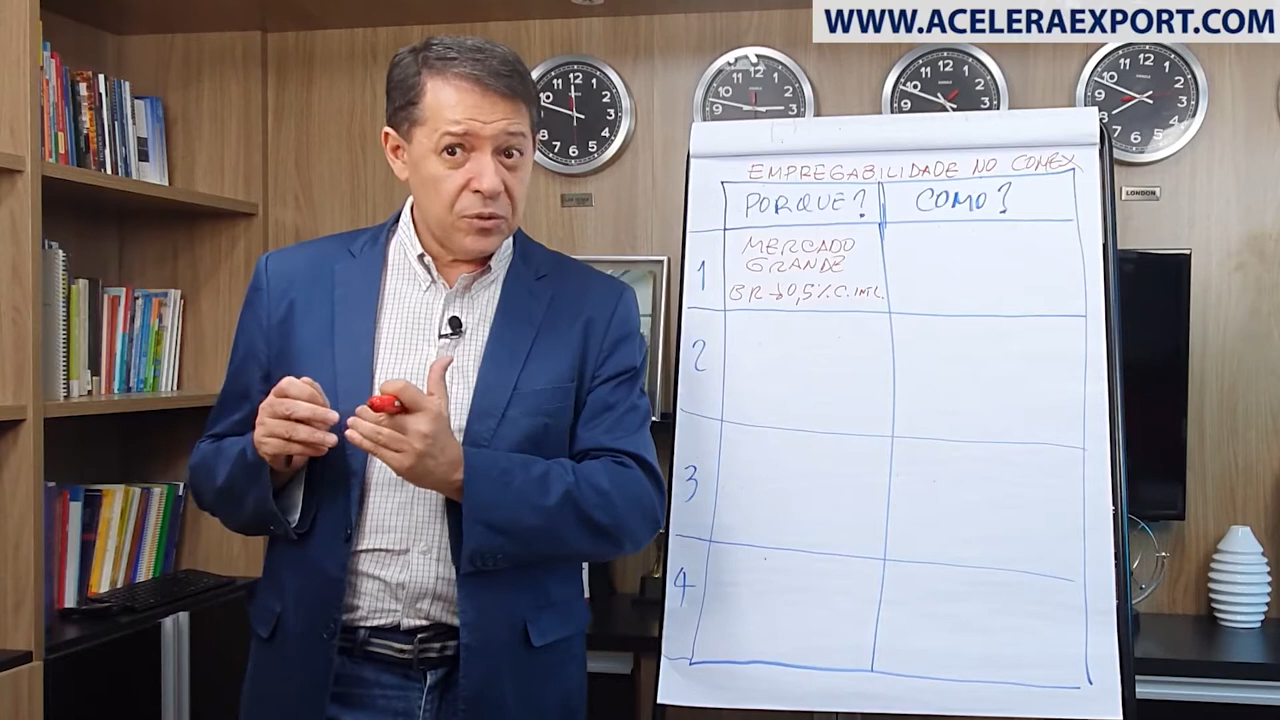 WWW.ACELERAEXPORT.COM
EMPREGABILIDADE NO COMEX
PORQUE?
COMO?
1
MERCADO
GRANDE
BR → 0,5% C. INTL.
2
3
4
LONDON